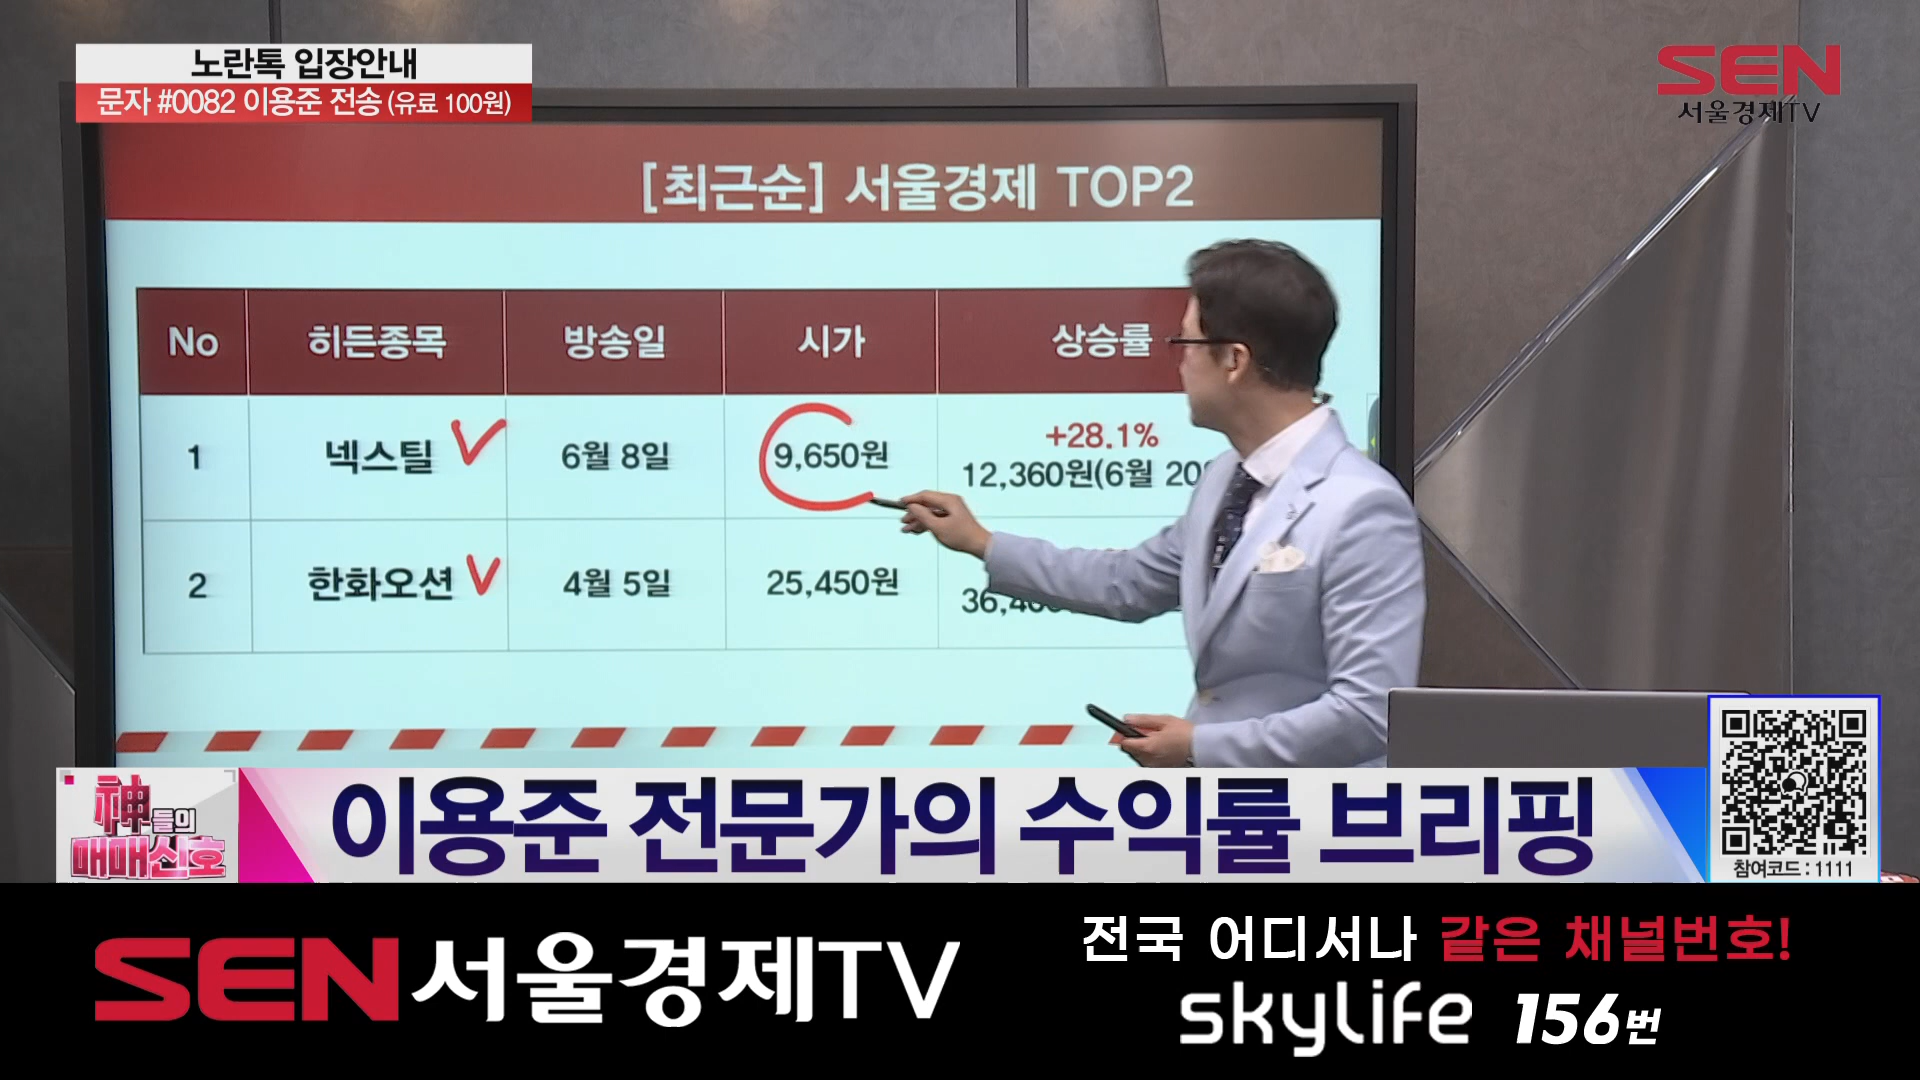 노란톡 입장안내
문자 #0082 이용준 전송 (유료 100원)
SEN
서울경제TV
[최근순] 서울경제 TOP2
No 히든종목 방송일 시가 상승률
1 넥스틸 6월 8일 9,650원 +28.1%
12,360원(6월
2 한화오션 4월 5일 25,450원
神들의
매매신호
이용준 전문가의 수익률 브리핑
참여코드 : 1111
SEN 서울경제TV
전국 어디서나 같은 채널번호!
skylife 156번